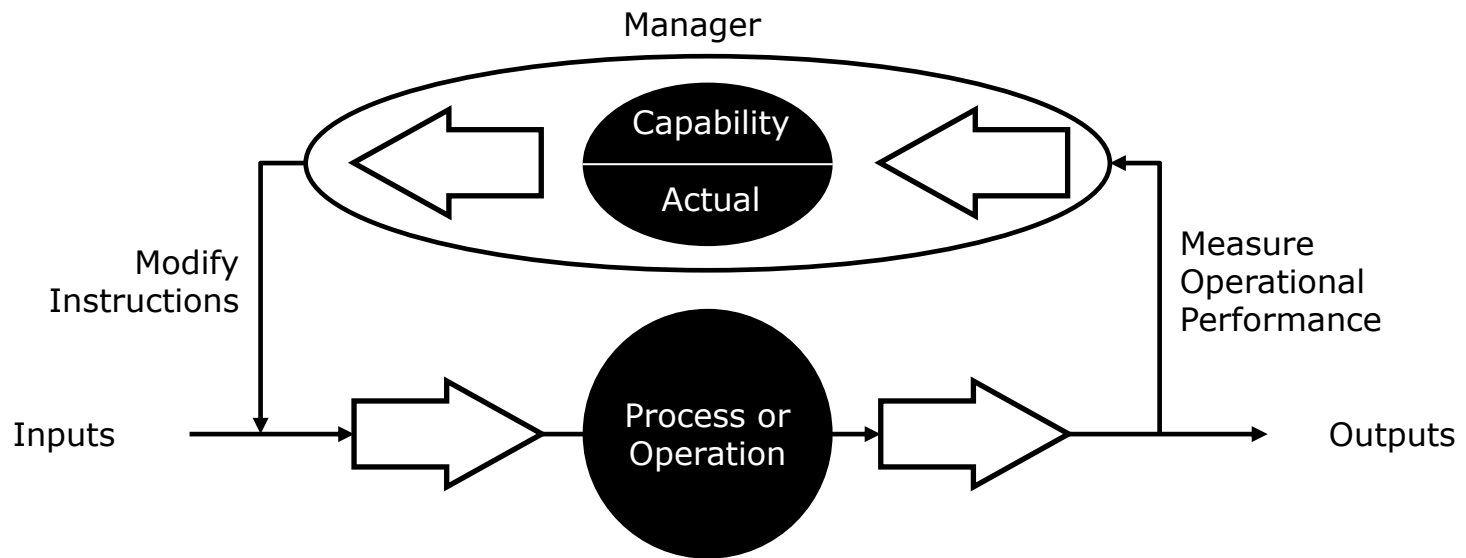 Manager
Capability
Actual
Modify
Instructions
Measure
Operational
Performance
Inputs
Process or
Operation
Outputs